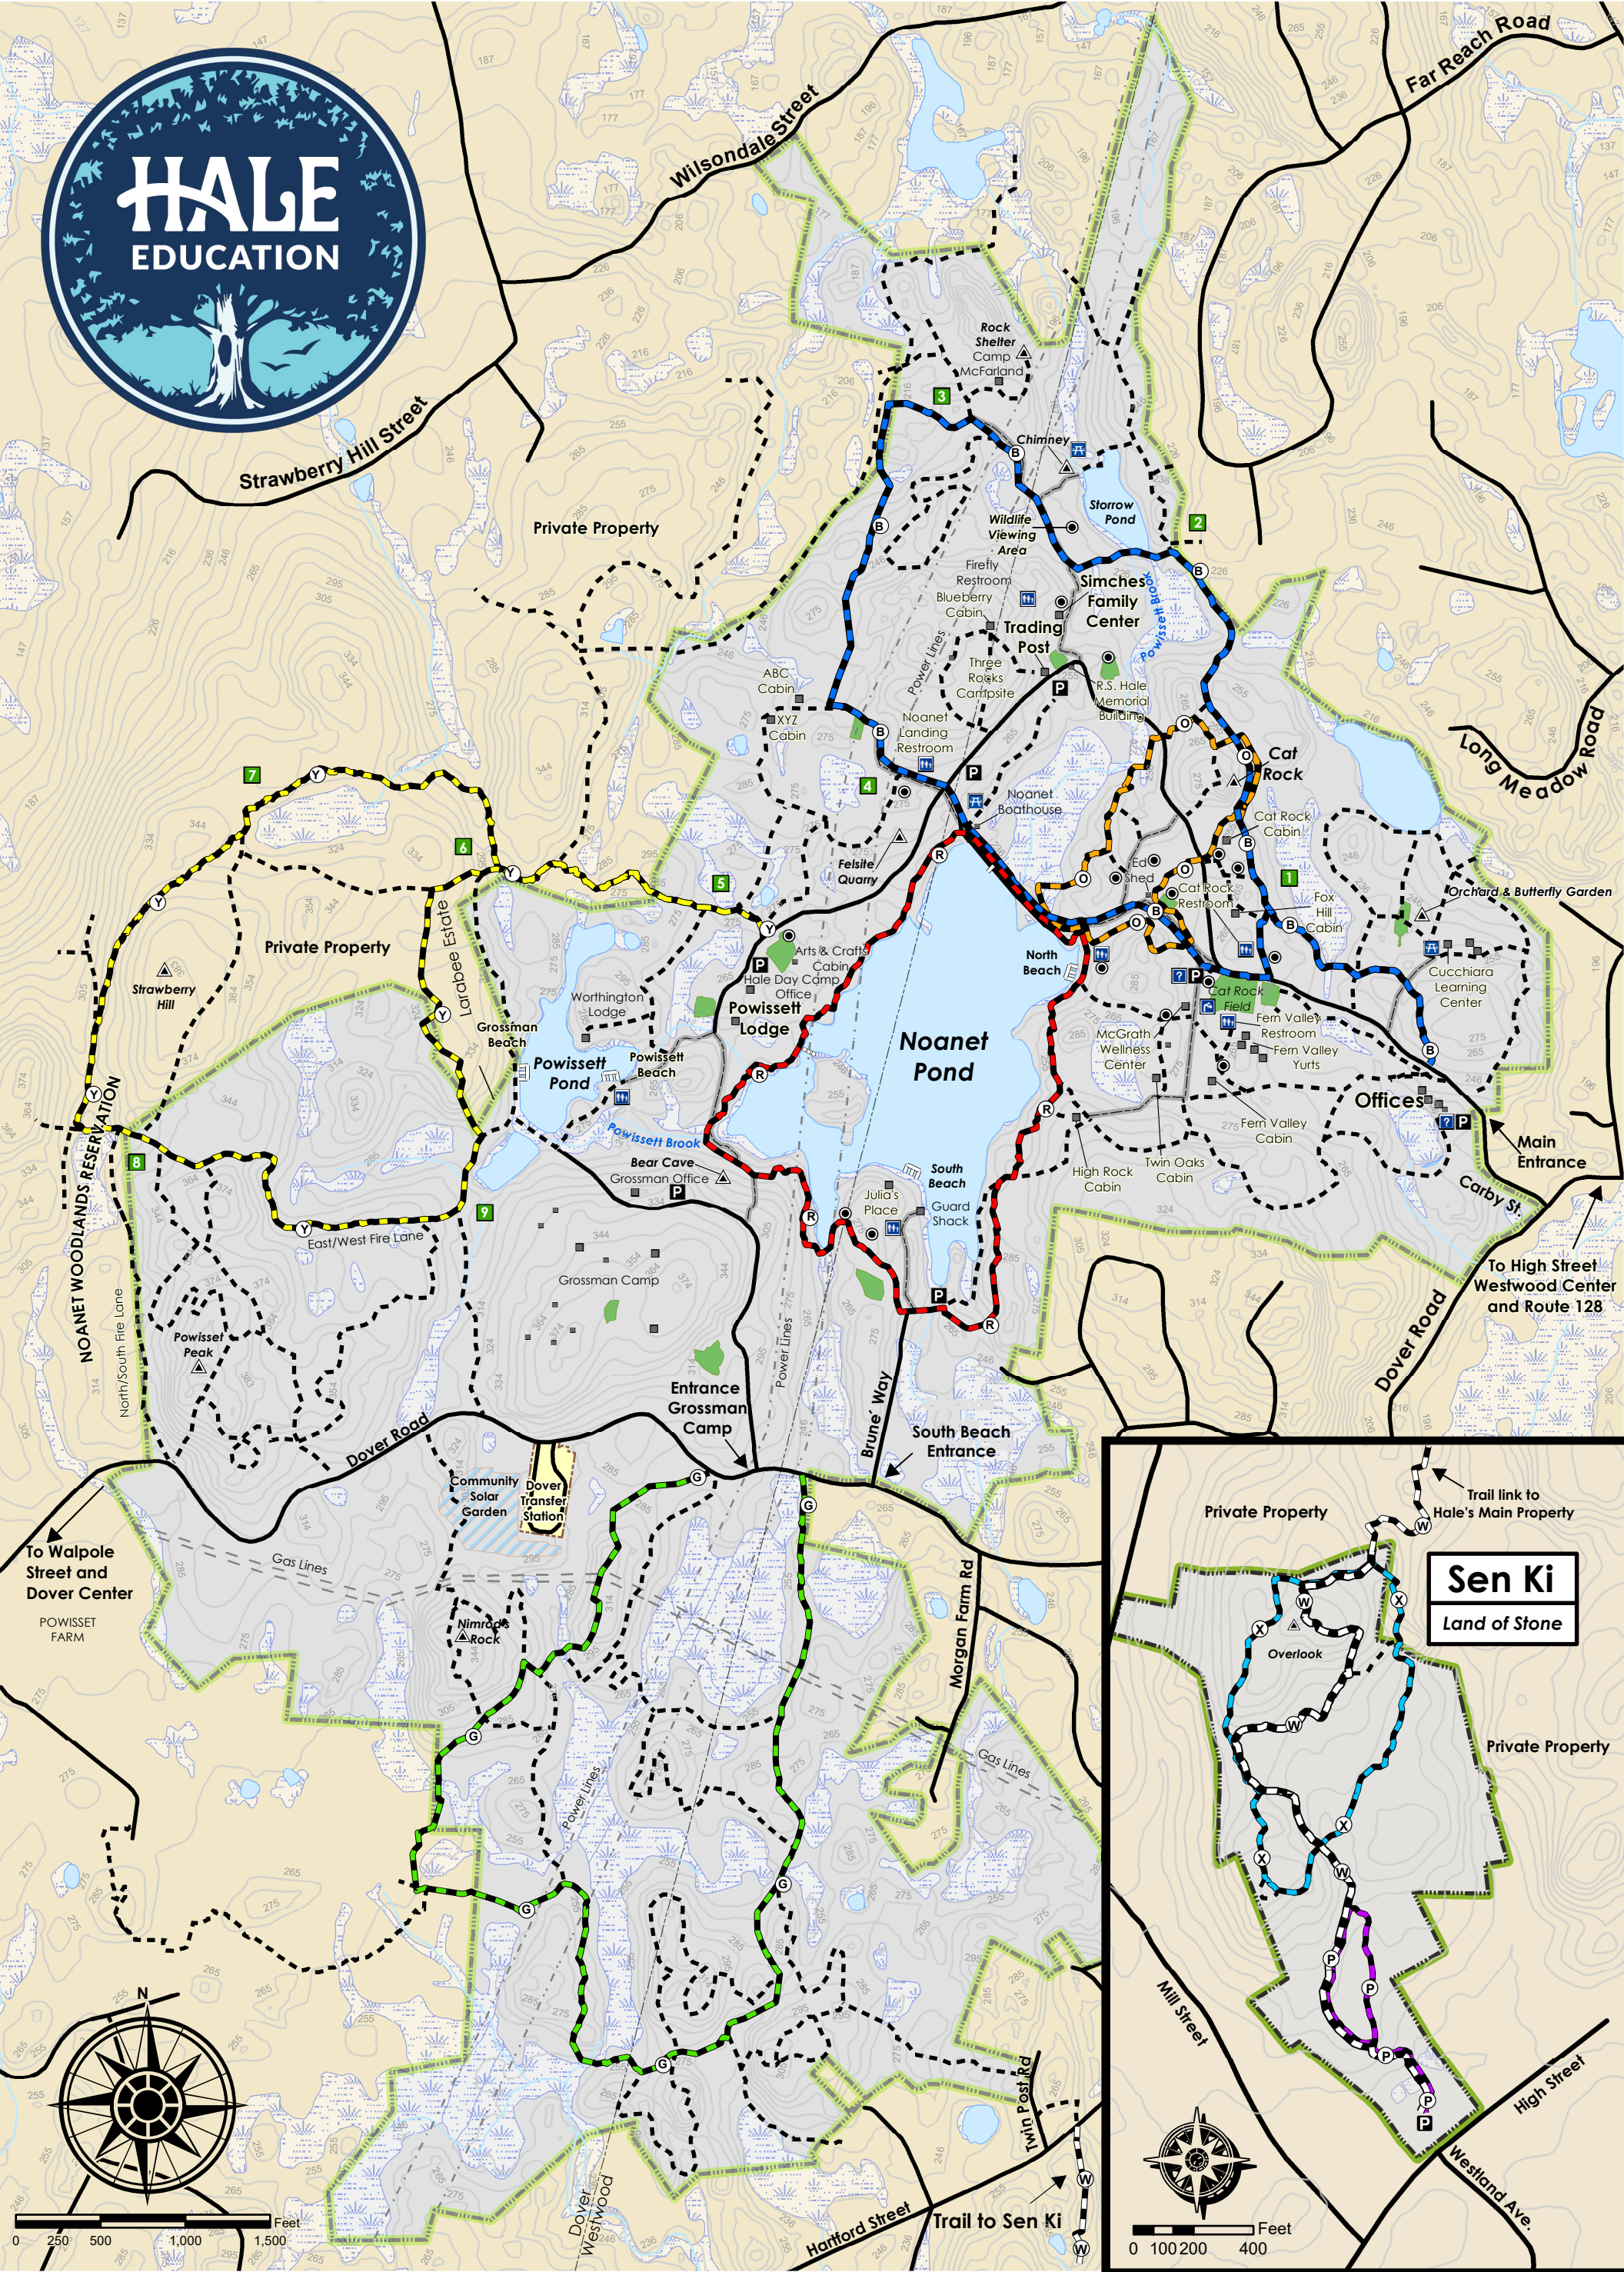 HALE
EDUCATION
Wilsondale Street
Far Reach Road
Strawberry Hill Street
Private Property
Rock
Shelter
Camp
McFarland
3
Chimney
B
B
Storrow
Pond
Wildlife
Viewing
Area
2
B
Firefly
Restroom
Blueberry
Cabin
Simches
Family
Center
Trading
Post
Powissett Brook
Power Lines
Three
Rocks
Campsite
P
R.S. Hale
Memorial
Building
ABC
Cabin
XYZ
Cabin
Noanet
Landing
Restroom
B
O
O
Cat
Rock
Long Meadow Road
7
Y
4
P
Noanet
Boathouse
Cat Rock
Cabin
B
6
Y
Felsite
Quarry
R
Ed
Shed
O
O
5
1
Cat Rock
Restroom
Fox
Hill
Cabin
Orchard & Butterfly Garden
Y
Private Property
Larabee Estate
Y
B
O
B
Arts & Crafts
Cabin
P
Hale Day Camp
Office
Powissett
Lodge
North
Beach
?
P
Cucchiara
Learning
Center
Strawberry
Hill
Worthington
Lodge
Cat Rock
Field
Grossman
Beach
Y
Fern Valley
Restroom
McGrath
Wellness
Center
Fern Valley
Yurts
Noanet
Pond
Powissett
Pond
Powissett
Beach
B
R
Y
Offices
R
? P
Fern Valley
Cabin
Powissett Brook
Main
Entrance
NOANET WOODLANDS RESERVATION
8
Bear Cave
Grossman Office
P
South
Beach
High Rock
Cabin
Twin Oaks
Cabin
Carby St.
Julia's
Place
Guard
Shack
9
Y
R
East/West Fire Lane
To High Street
Westwood Center
and Route 128
Grossman Camp
P
R
Dover Road
North/South Fire Lane
Powisset
Peak
Power Lines
Entrance
Grossman
Camp
Brune' Way
South Beach
Entrance
Dover Road
Community
Solar
Garden
Dover
Transfer
Station
G
G
To Walpole
Street and
Dover Center
POWISSET
FARM
Gas Lines
Morgan Farm Rd
Nimrod's
Rock
G
Gas Lines
Power Lines
G
G
G
N
Twin Post Rd
W
Trail to Sen Ki
W
Hartford Street
Dover
Westwood
Feet
0 250 500 1,000 1,500
Private Property
Trail link to
Hale's Main Property
W
Sen Ki
Land of Stone
X
W
X
Overlook
W
Private Property
X
X
W
P
P
Mill Street
P
P
P
High Street
Westland Ave.
Feet
0 100 200 400